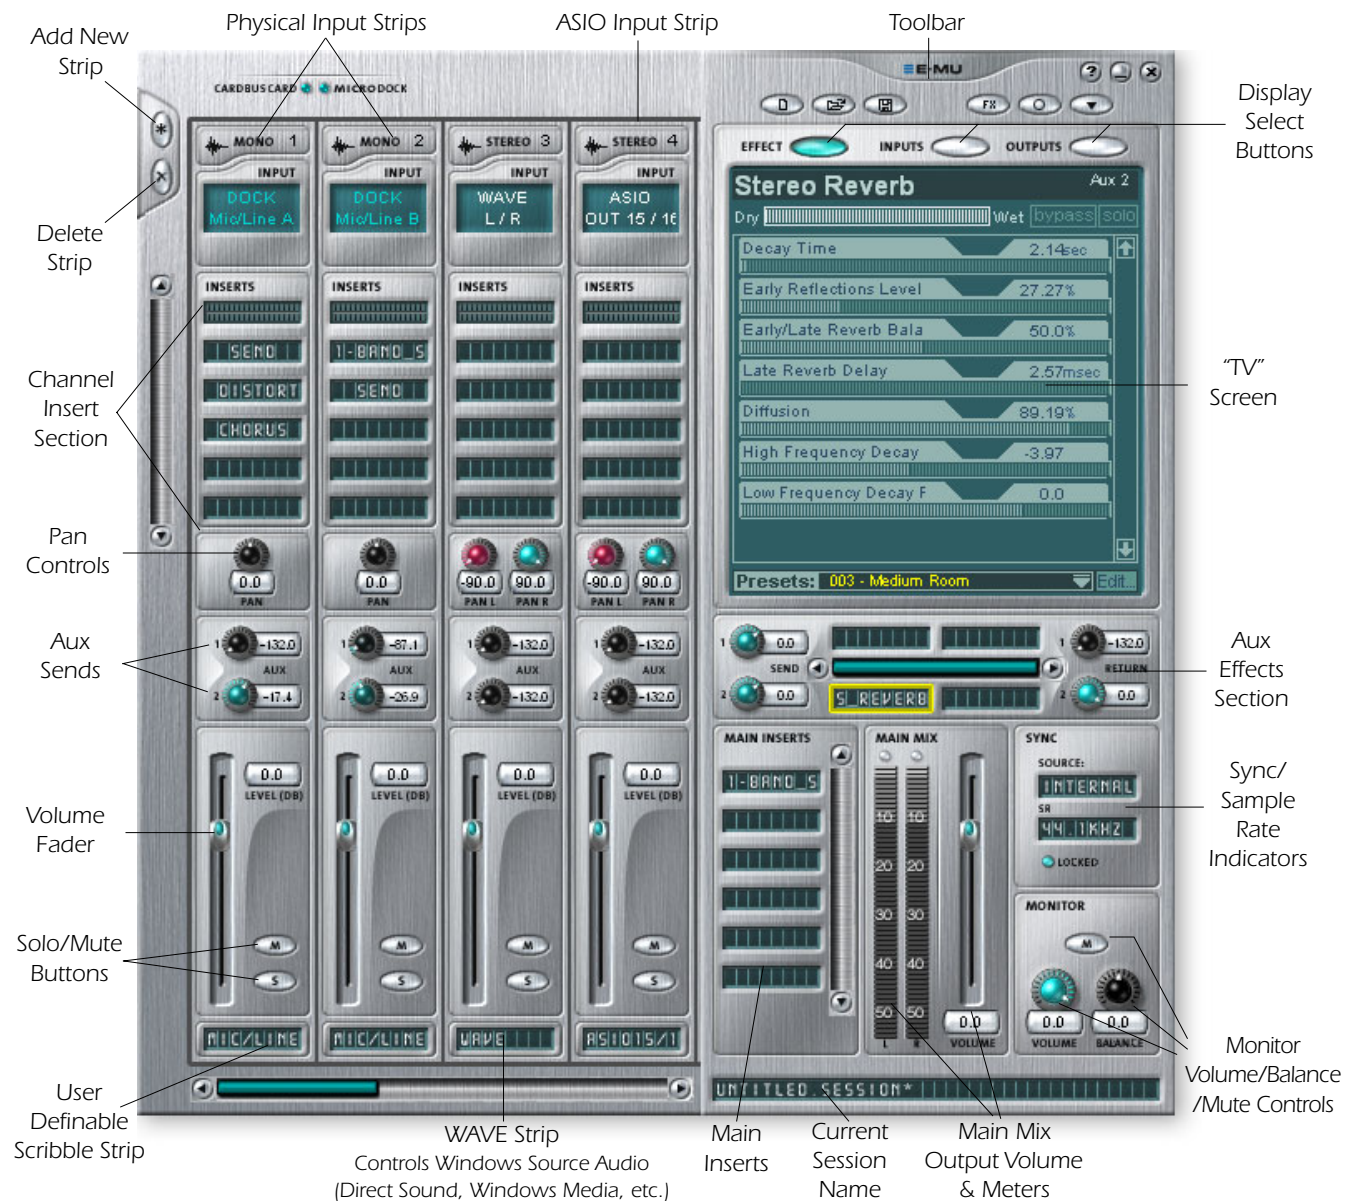 Physical Input Strips
ASIO Input Strip
Toolbar
Add New
Strip
E-MU
?
CARDBUS CARD
MICRODOCK
FX
Display
Select
Buttons
MONO 1
MONO 2
STEREO 3
STEREO 4
EFFECT
INPUTS
OUTPUTS
INPUT
INPUT
INPUT
INPUT
DOCK
Mic/Line A
DOCK
Mic/Line B
WAVE
L / R
ASIO
OUT 15 / 16
Stereo Reverb
Aux 2
Dry
Wet
bypass
solo
Delete
Strip
Decay Time
2.14sec
Early Reflections Level
27.27%
Early/Late Reverb Bala
50.0%
Late Reverb Delay
2.57msec
Diffusion
89.19%
High Frequency Decay
-3.97
Low Frequency Decay F
0.0
Presets:
003 - Medium Room
Edit...
"TV"
Screen
INSERTS
INSERTS
INSERTS
INSERTS
SEND
1-BAND_S
DISTORT
SEND
CHORUS
Channel
Insert
Section
Pan
Controls
0.0
PAN
0.0
PAN
-90.0
90.0
PAN L
PAN R
-90.0
90.0
PAN L
PAN R
Aux
Sends
1
-132.0
AUX
2
-17.4
1
-87.1
AUX
2
-26.9
1
-132.0
AUX
2
-132.0
1
-132.0
AUX
2
-132.0
1
0.0
SEND
2
0.0
S_REVERB
1
-132.0
RETURN
2
0.0
Aux
Effects
Section
0.0
LEVEL (DB)
0.0
LEVEL (DB)
0.0
LEVEL (DB)
0.0
LEVEL (DB)
Volume
Fader
M
M
M
M
S
S
S
S
Solo/Mute
Buttons
MIC/LINE
MIC/LINE
WAVE
ASIO15/1
User
Definable
Scribble Strip
MAIN INSERTS
1-BAND_S
MAIN MIX
10
10
20
20
30
30
40
40
50
50
L
R
0.0
VOLUME
SYNC
SOURCE:
INTERNAL
SR
44.1KHZ
LOCKED
Sync/
Sample
Rate
Indicators
MONITOR
M
0.0
VOLUME
0.0
BALANCE
Monitor
Volume/Balance
/Mute Controls
UNTITLED.SESSION*
WAVE Strip
Controls Windows Source Audio
(Direct Sound, Windows Media, etc.)
Main
Inserts
Current
Session
Name
Main Mix
Output Volume
& Meters